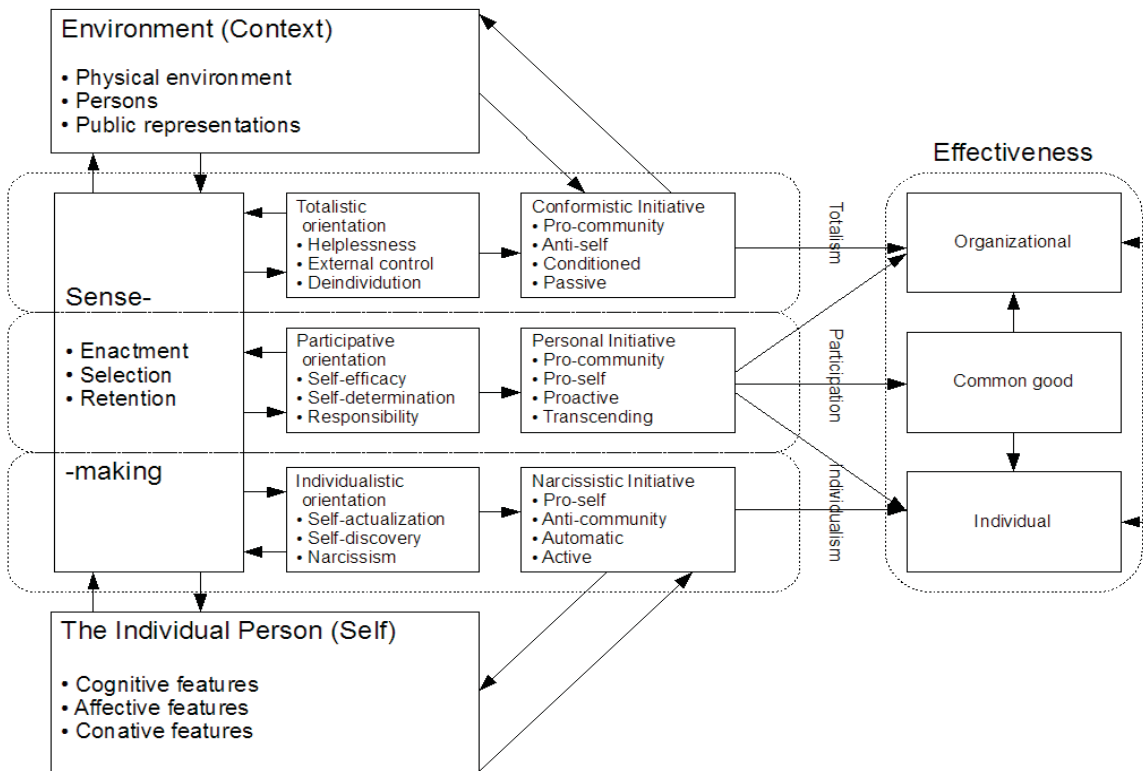 Environment (Context)
• Physical environment
• Persons
• Public representations
Effectiveness
Totalistic
orientation
• Helplessness
• External control
• Deindividution
Conformistic Initiative
• Pro-community
• Anti-self
• Conditioned
• Passive
Totalism
Organizational
Sense-
• Enactment
• Selection
• Retention
-making
Participative
orientation
• Self-efficacy
• Self-determination
• Responsibility
Personal Initiative
• Pro-community
• Pro-self
• Proactive
• Transcending
Participation
Common good
Individualistic
orientation
• Self-actualization
• Self-discovery
• Narcissism
Narcissistic Initiative
• Pro-self
• Anti-community
• Automatic
• Active
Individualism
Individual
The Individual Person (Self)
• Cognitive features
• Affective features
• Conative features